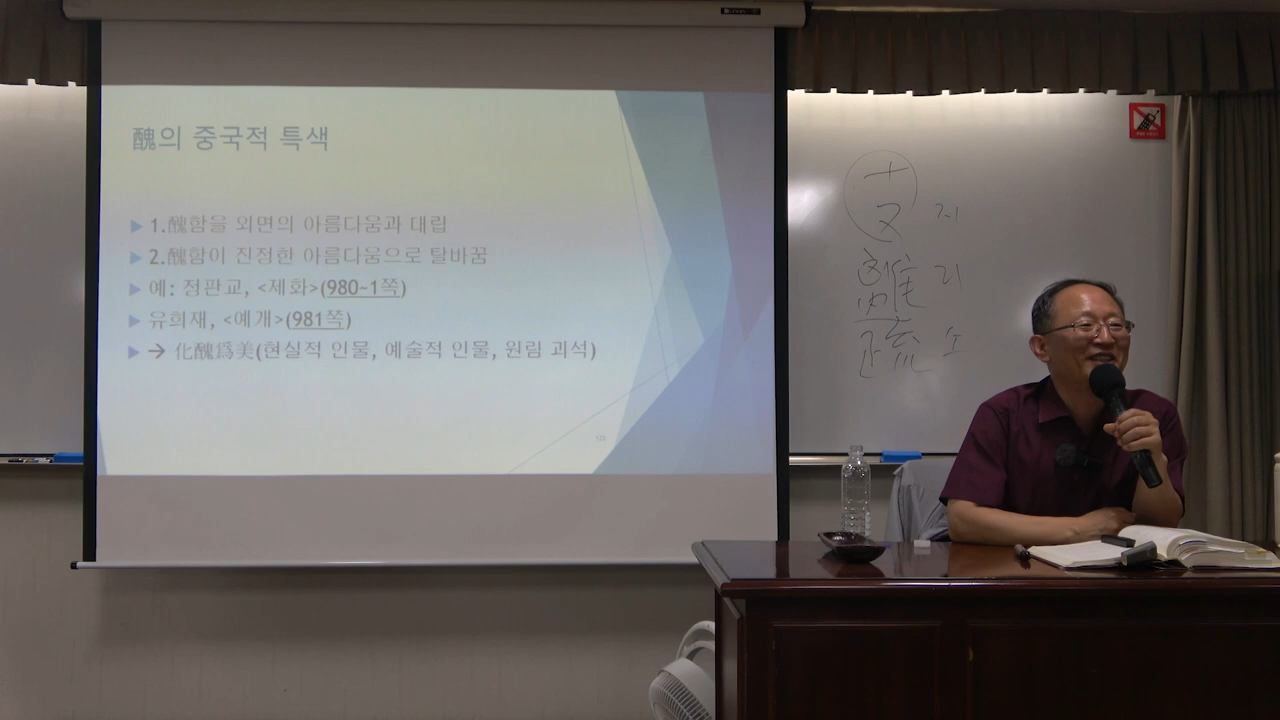 醜의 중국적 특색
▶ 1.醜함을 외면의 아름다움과 대립
▶ 2.醜함이 진정한 아름다움으로 탈바꿈
▶ 예: 정판교, <제화>(980~1쪽)
▶ 유희재, <예개>(981쪽)
▶ → 化醜爲美(현실적 인물, 예술적 인물, 원림 괴석)
十
又 지
離 리
疏 소